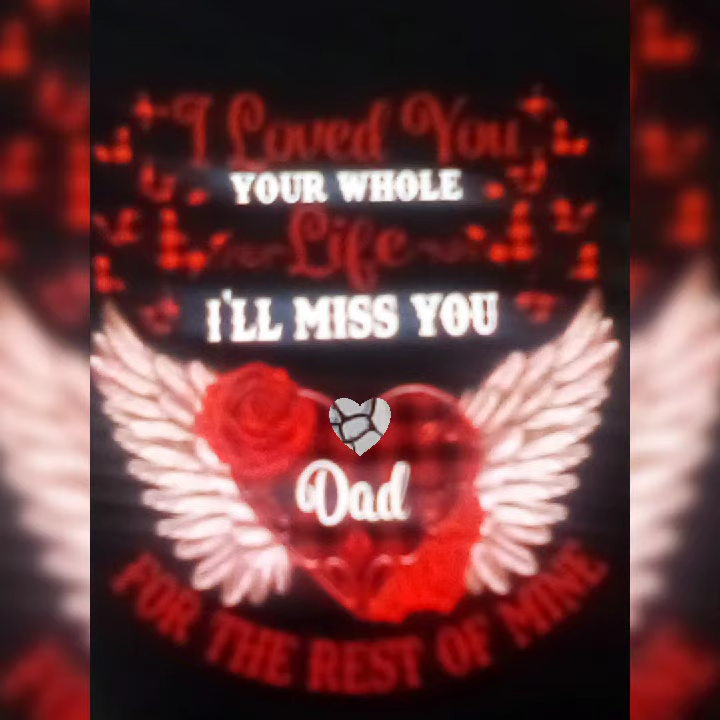 I Loved You
YOUR WHOLE
Life
I'LL MISS YOU
Dad
FOR THE REST OF MINE